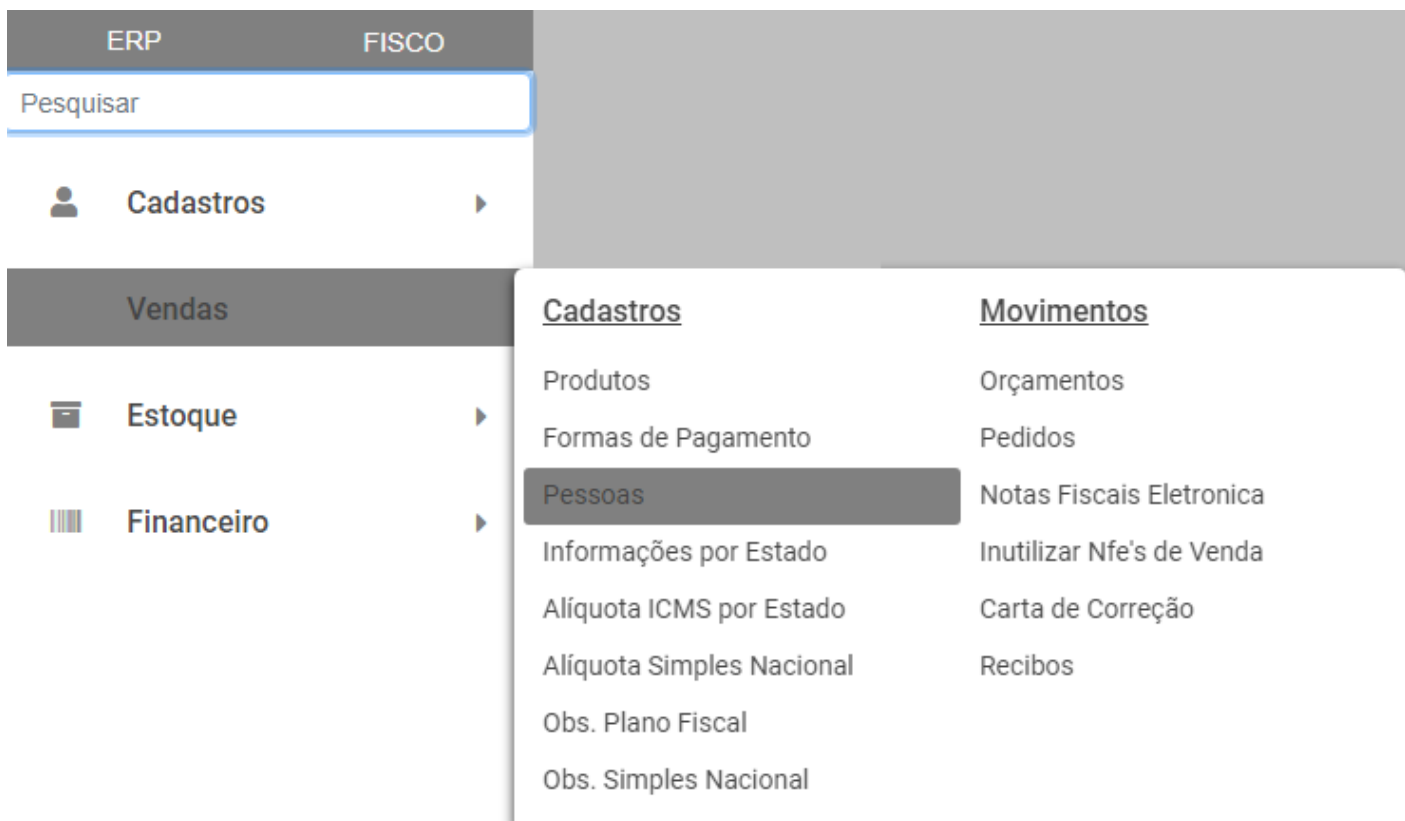 ERP FISCO
Pesquisar
Cadastros
Vendas
Estoque
Financeiro
Cadastros
Produtos
Formas de Pagamento
Pessoas
Informações por Estado
Alíquota ICMS por Estado
Alíquota Simples Nacional
Obs. Plano Fiscal
Obs. Simples Nacional
Movimentos
Orçamentos
Pedidos
Notas Fiscais Eletronica
Inutilizar Nfe's de Venda
Carta de Correção
Recibos